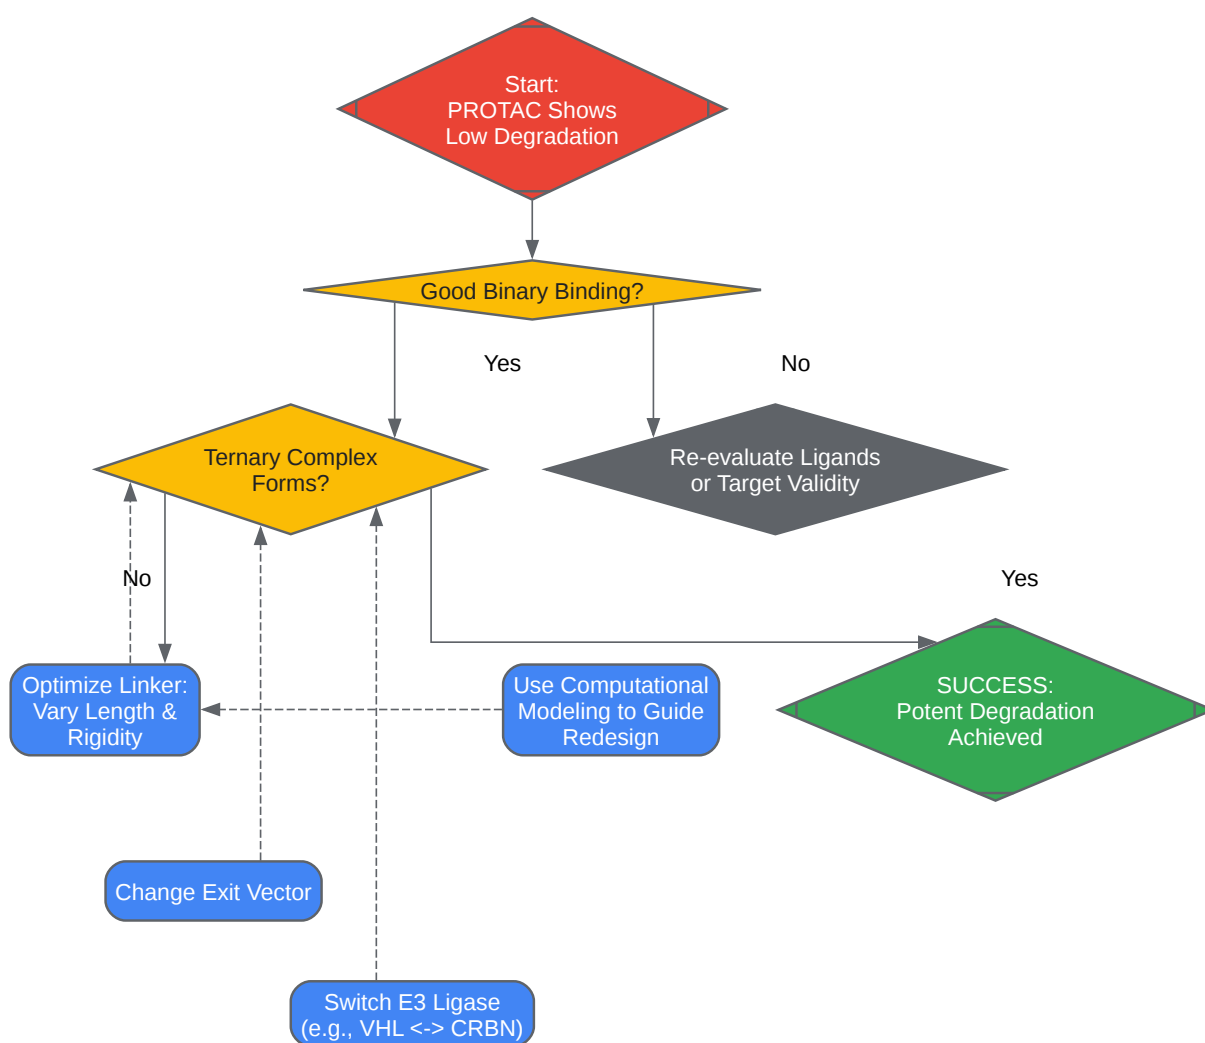 Start:
PROTAC Shows
Low Degradation
Good Binary Binding?
Yes
No
Ternary Complex
Forms?
Re-evaluate Ligands
or Target Validity
No
Yes
Optimize Linker:
Vary Length &
Rigidity
Use Computational
Modeling to Guide
Redesign
SUCCESS:
Potent Degradation
Achieved
Change Exit Vector
Switch E3 Ligase
(e.g., VHL <-> CRBN)